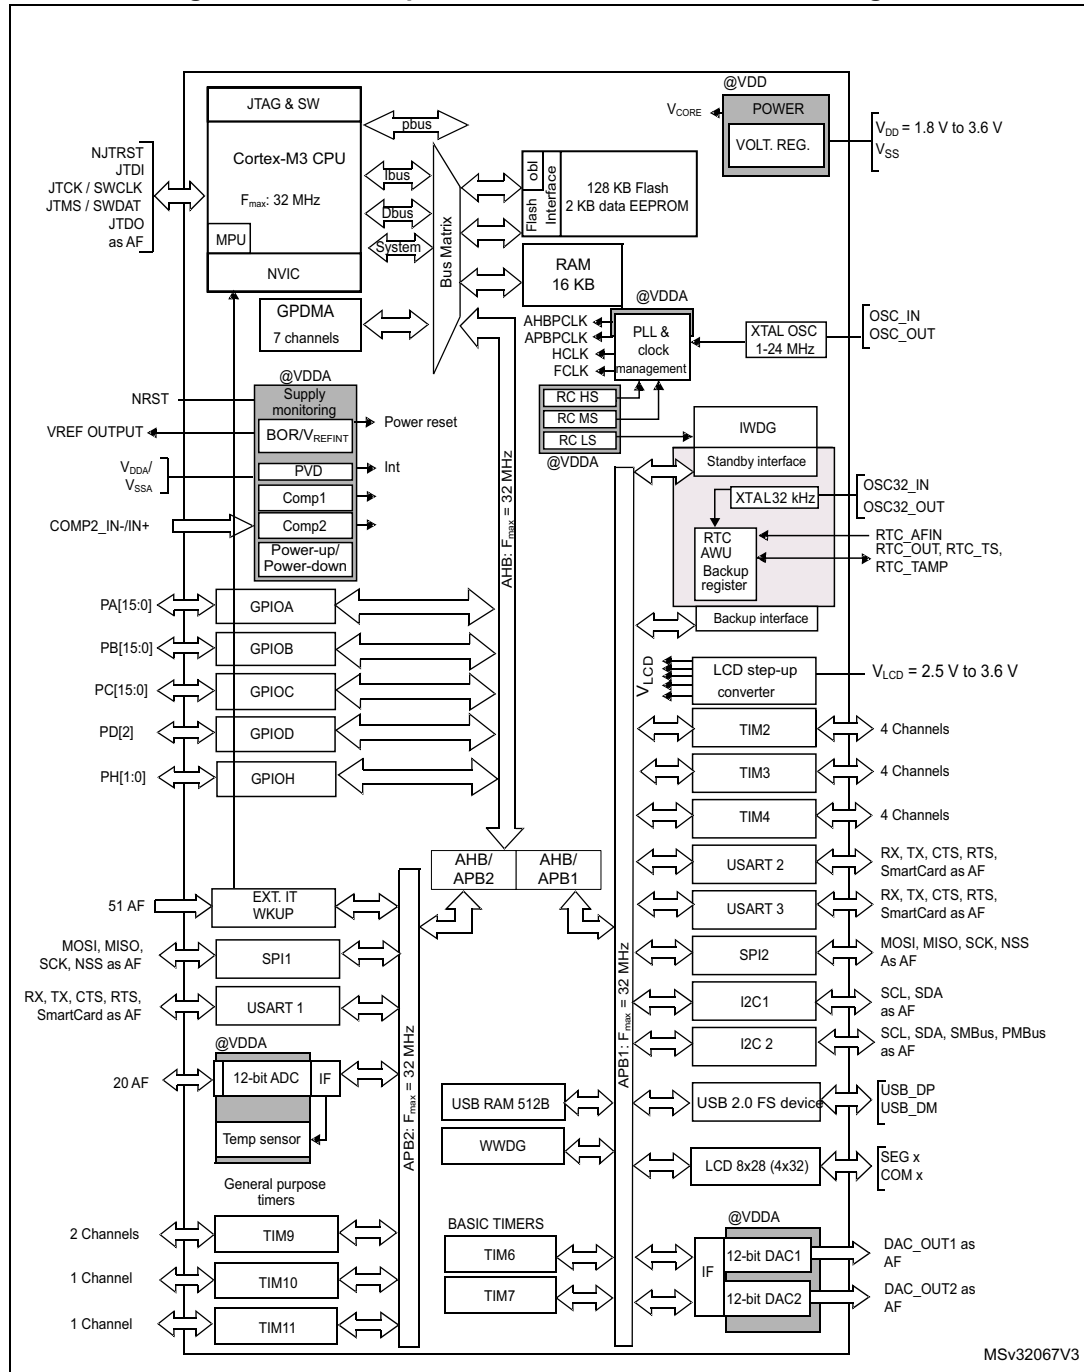 @VDD
JTAG & SW
pbus
VCORE
POWER
VOLT. REG.
VDD = 1.8 V to 3.6 V
VSS
NJTRST
JTDI
JTCK / SWCLK
JTMS / SWDAT
JTDO
as AF
Cortex-M3 CPU
Fmax: 32 MHz
MPU
NVIC
Ibus
Dbus
System
Bus Matrix
Flash obl
Interface
128 KB Flash
2 KB data EEPROM
RAM
16 KB
GPDMA
7 channels
@VDDA
AHBPCLK
APBPCLK
HCLK
FCLK
PLL &
clock
management
XTAL OSC
1-24 MHz
OSC_IN
OSC_OUT
RC HS
RC MS
RC LS
@VDDA
@VDDA
NRST
VREF OUTPUT
VDDA/
VSSA
COMP2_IN-/IN+
Supply
monitoring
BOR/VREFINT
PVD
Comp1
Comp2
Power-up/
Power-down
Power reset
Int
AHB: Fmax = 32 MHz
IWDG
Standby interface
XTAL32 kHz
OSC32_IN
OSC32_OUT
RTC
AWU
Backup
register
RTC_AFIN
RTC_OUT, RTC_TS,
RTC_TAMP
Backup interface
PA[15:0]
GPIOA
PB[15:0]
GPIOB
PC[15:0]
GPIOC
PD[2]
GPIOD
PH[1:0]
GPIOH
VLCD
LCD step-up
converter
VLCD = 2.5 V to 3.6 V
TIM2
4 Channels
TIM3
4 Channels
TIM4
4 Channels
AHB/
APB2
AHB/
APB1
USART 2
RX, TX, CTS, RTS,
SmartCard as AF
USART 3
RX, TX, CTS, RTS,
SmartCard as AF
SPI2
MOSI, MISO, SCK, NSS
As AF
I2C1
SCL, SDA
as AF
I2C 2
SCL, SDA, SMBus, PMBus
as AF
51 AF
EXT. IT
WKUP
MOSI, MISO,
SCK, NSS as AF
SPI1
RX, TX, CTS, RTS,
SmartCard as AF
USART 1
@VDDA
20 AF
12-bit ADC
IF
Temp sensor
APB2: Fmax = 32 MHz
APB1: Fmax = 32 MHz
USB RAM 512B
WWDG
USB 2.0 FS device
USB_DP
USB_DM
LCD 8x28 (4x32)
SEG x
COM x
General purpose
timers
2 Channels
TIM9
1 Channel
TIM10
1 Channel
TIM11
BASIC TIMERS
TIM6
TIM7
@VDDA
IF
12-bit DAC1
12-bit DAC2
DAC_OUT1 as
AF
DAC_OUT2 as
AF
MSv32067V3